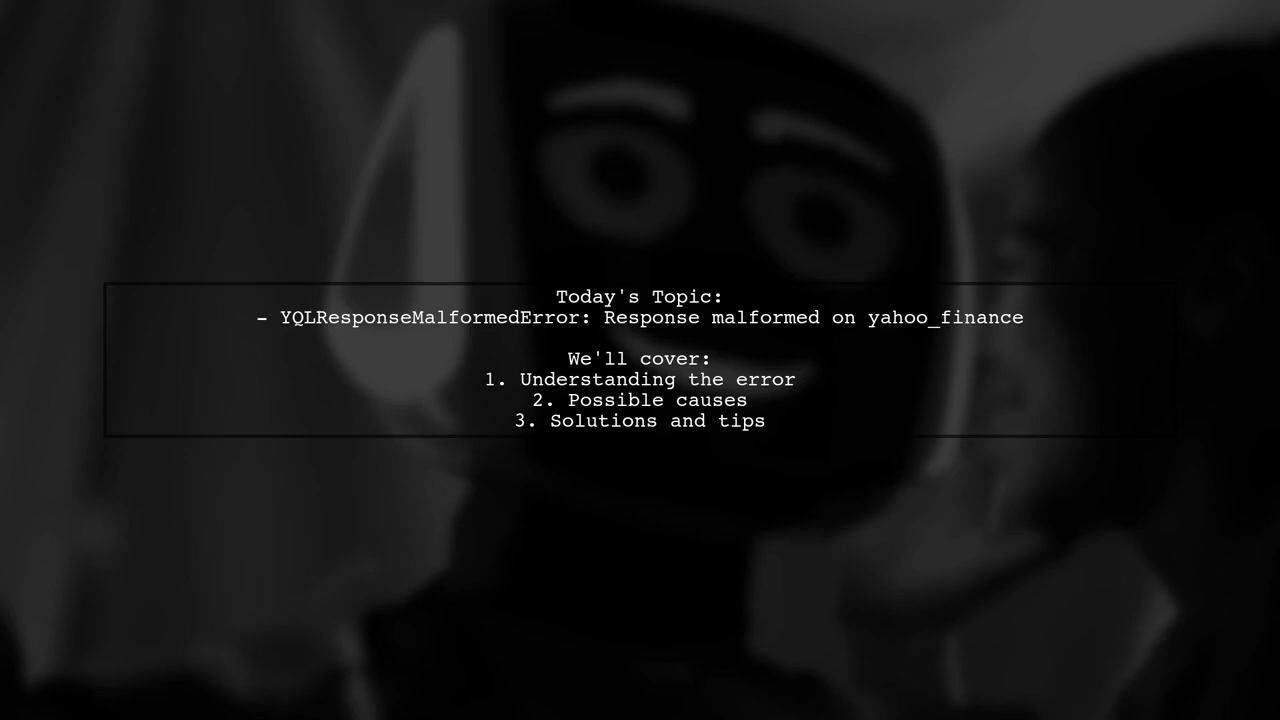 Today's Topic:
- YQLResponseMalformedError: Response malformed on yahoo_finance
We'll cover:
1. Understanding the error
2. Possible causes
3. Solutions and tips